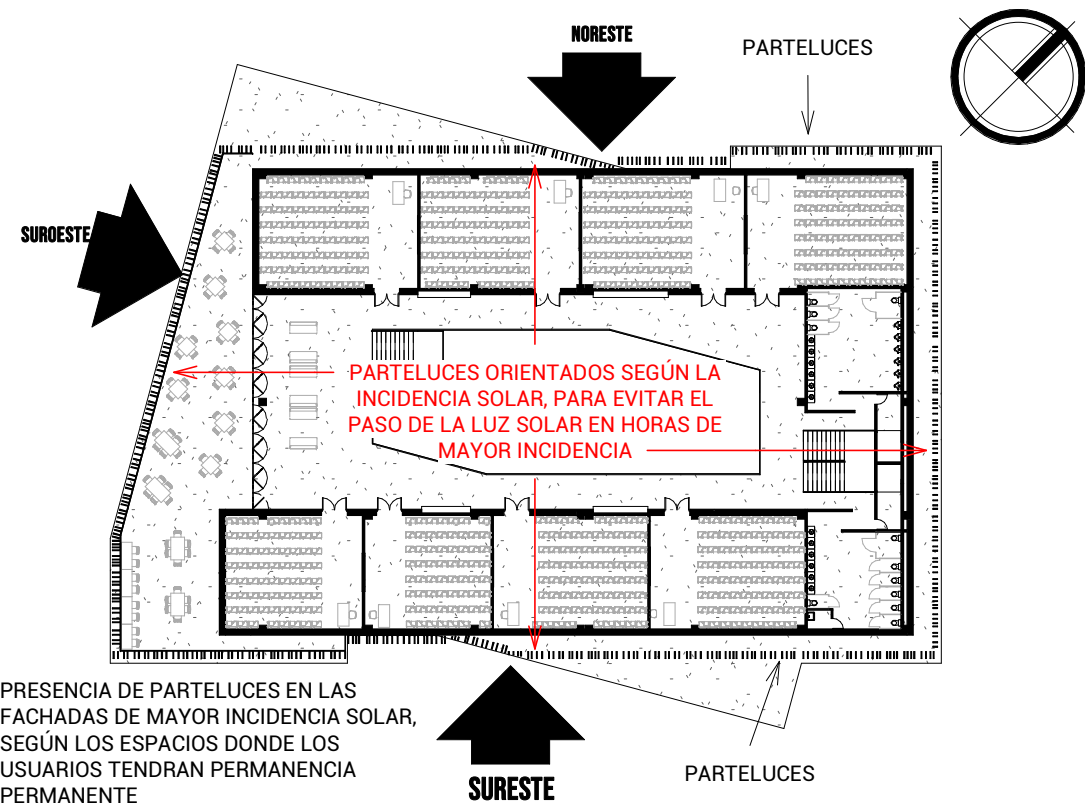 NORESTE
PARTELUCES
SUROESTE
PARTELUCES ORIENTADOS SEGÚN LA
INCIDENCIA SOLAR, PARA EVITAR EL
PASO DE LA LUZ SOLAR EN HORAS DE
MAYOR INCIDENCIA
PRESENCIA DE PARTELUCES EN LAS
FACHADAS DE MAYOR INCIDENCIA SOLAR,
SEGÚN LOS ESPACIOS DONDE LOS
USUARIOS TENDRAN PERMANENCIA
PERMANENTE
SURESTE
PARTELUCES